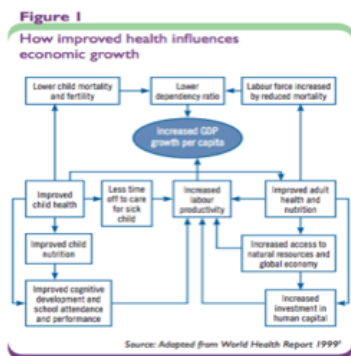 Figure 1
How improved health influences
economic growth
Lower child mortality
and fertility
Lower
dependency ratio
Labour force increased
by reduced mortality
Increased GDP
growth per capita
Improved
child health
Less time
off to care
for sick
child
Increased
labour
productivity
Improved adult
health and
nutrition
Improved child
nutrition
Increased access to
natural resources and
global economy
Improved cognitive
development and
school attendance
and performance
Increased
investment in
human capital
Source: Adapted from World Health Report 1999¹